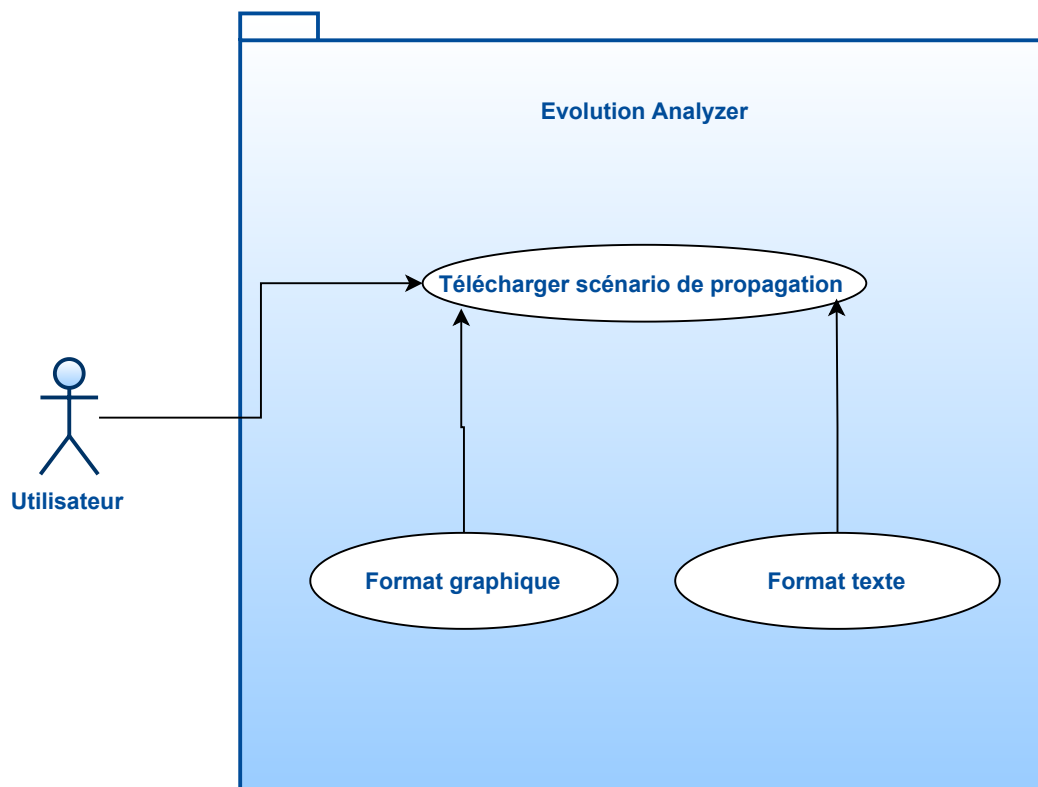 Evolution Analyzer
Télécharger scénario de propagation
Utilisateur
Format graphique
Format texte